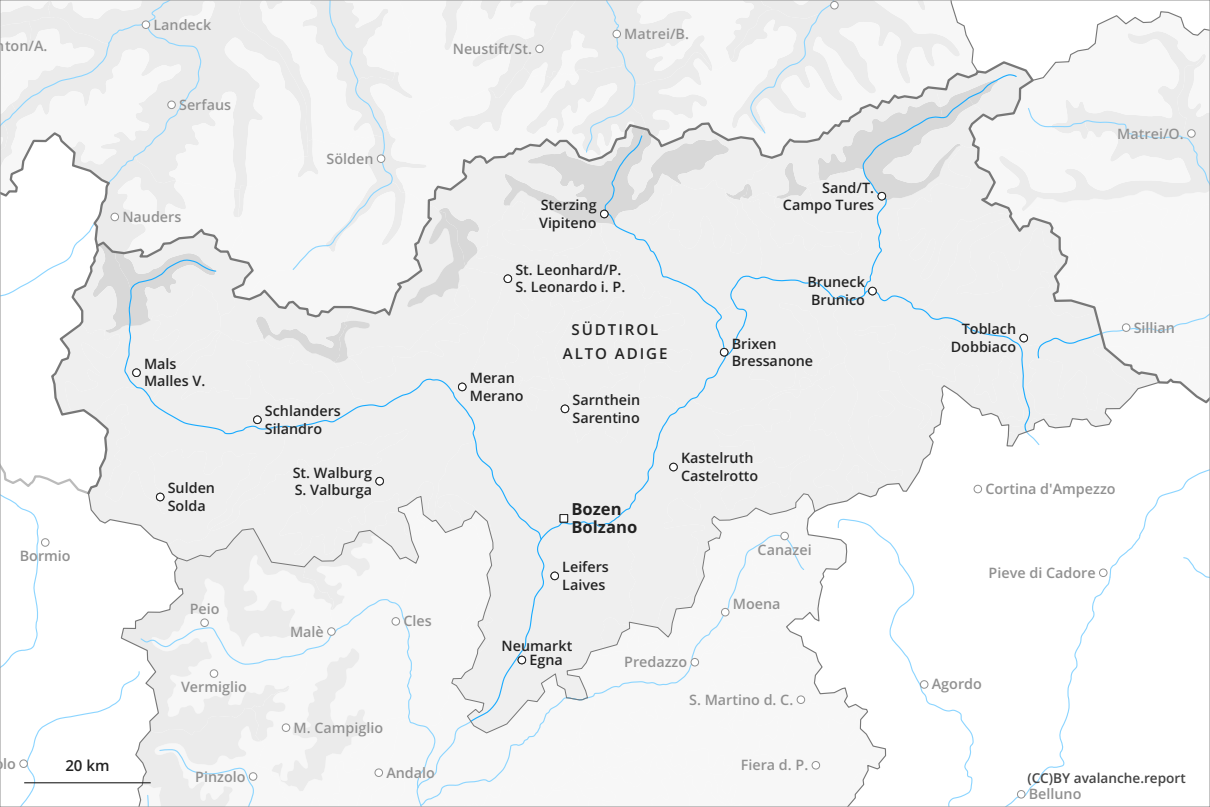 Landeck
nton/A.
Neustift/St.
Matrei/B.
Serfaus
Matrei/O.
Sölden
Nauders
Sand/T.
Campo Tures
Sterzing
Vipiteno
St. Leonhard/P.
S. Leonardo i. P.
Bruneck
Brunico
SÜDTIROL
ALTO ADIGE
Toblach
Dobbiaco
Sillian
Brixen
Bressanone
Mals
Malles V.
Meran
Merano
Sarnthein
Sarentino
Schlanders
Silandro
Kastelruth
Castelrotto
St. Walburg
S. Valburga
Sulden
Solda
Cortina d'Ampezzo
Bozen
Bolzano
Bormio
Canazei
Leifers
Laives
Pieve di Cadore
Peio
Malè
Cles
Moena
Neumarkt
Egna
Predazzo
Vermiglio
Agordo
S. Martino d. C.
M. Campiglio
olo
20 km
Pinzolo
Andalo
Fiera d. P.
(CC)BY avalanche.report
Belluno